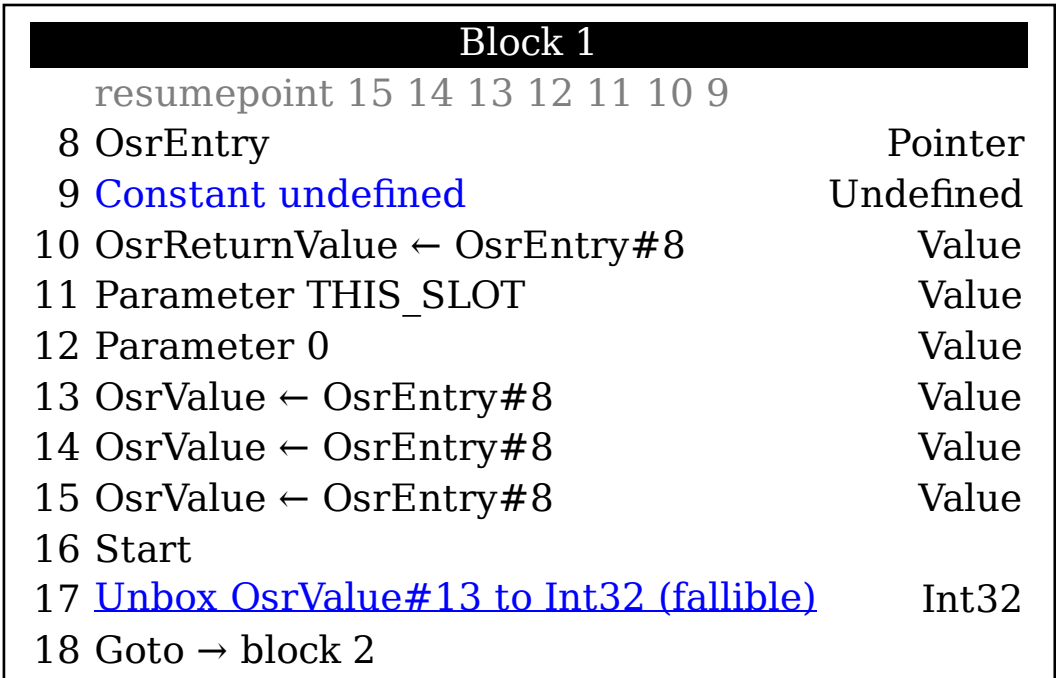 Block 1
resumepoint 15 14 13 12 11 10 9
8 OsrEntry Pointer
9 Constant undefined Undefined
10 OsrReturnValue ← OsrEntry#8 Value
11 Parameter THIS_SLOT Value
12 Parameter 0 Value
13 OsrValue ← OsrEntry#8 Value
14 OsrValue ← OsrEntry#8 Value
15 OsrValue ← OsrEntry#8 Value
16 Start
17 Unbox OsrValue#13 to Int32 (fallible) Int32
18 Goto → block 2